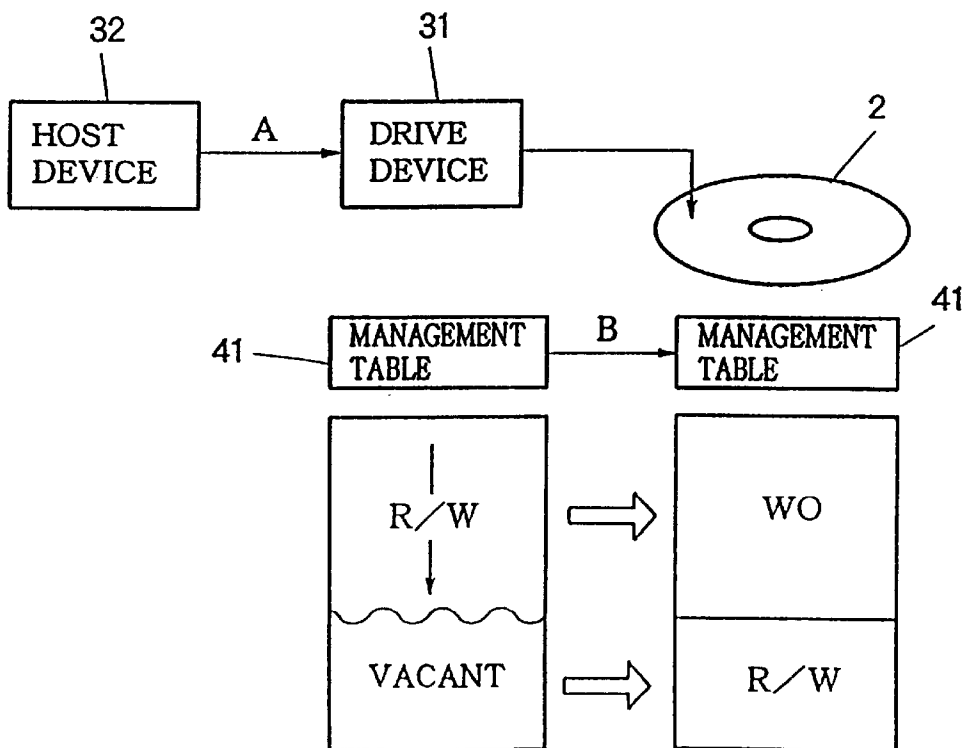 32
31
2
HOST
DEVICE
A
DRIVE
DEVICE
41
MANAGEMENT
TABLE
B
MANAGEMENT
TABLE
41
R/W
WO
VACANT
R/W